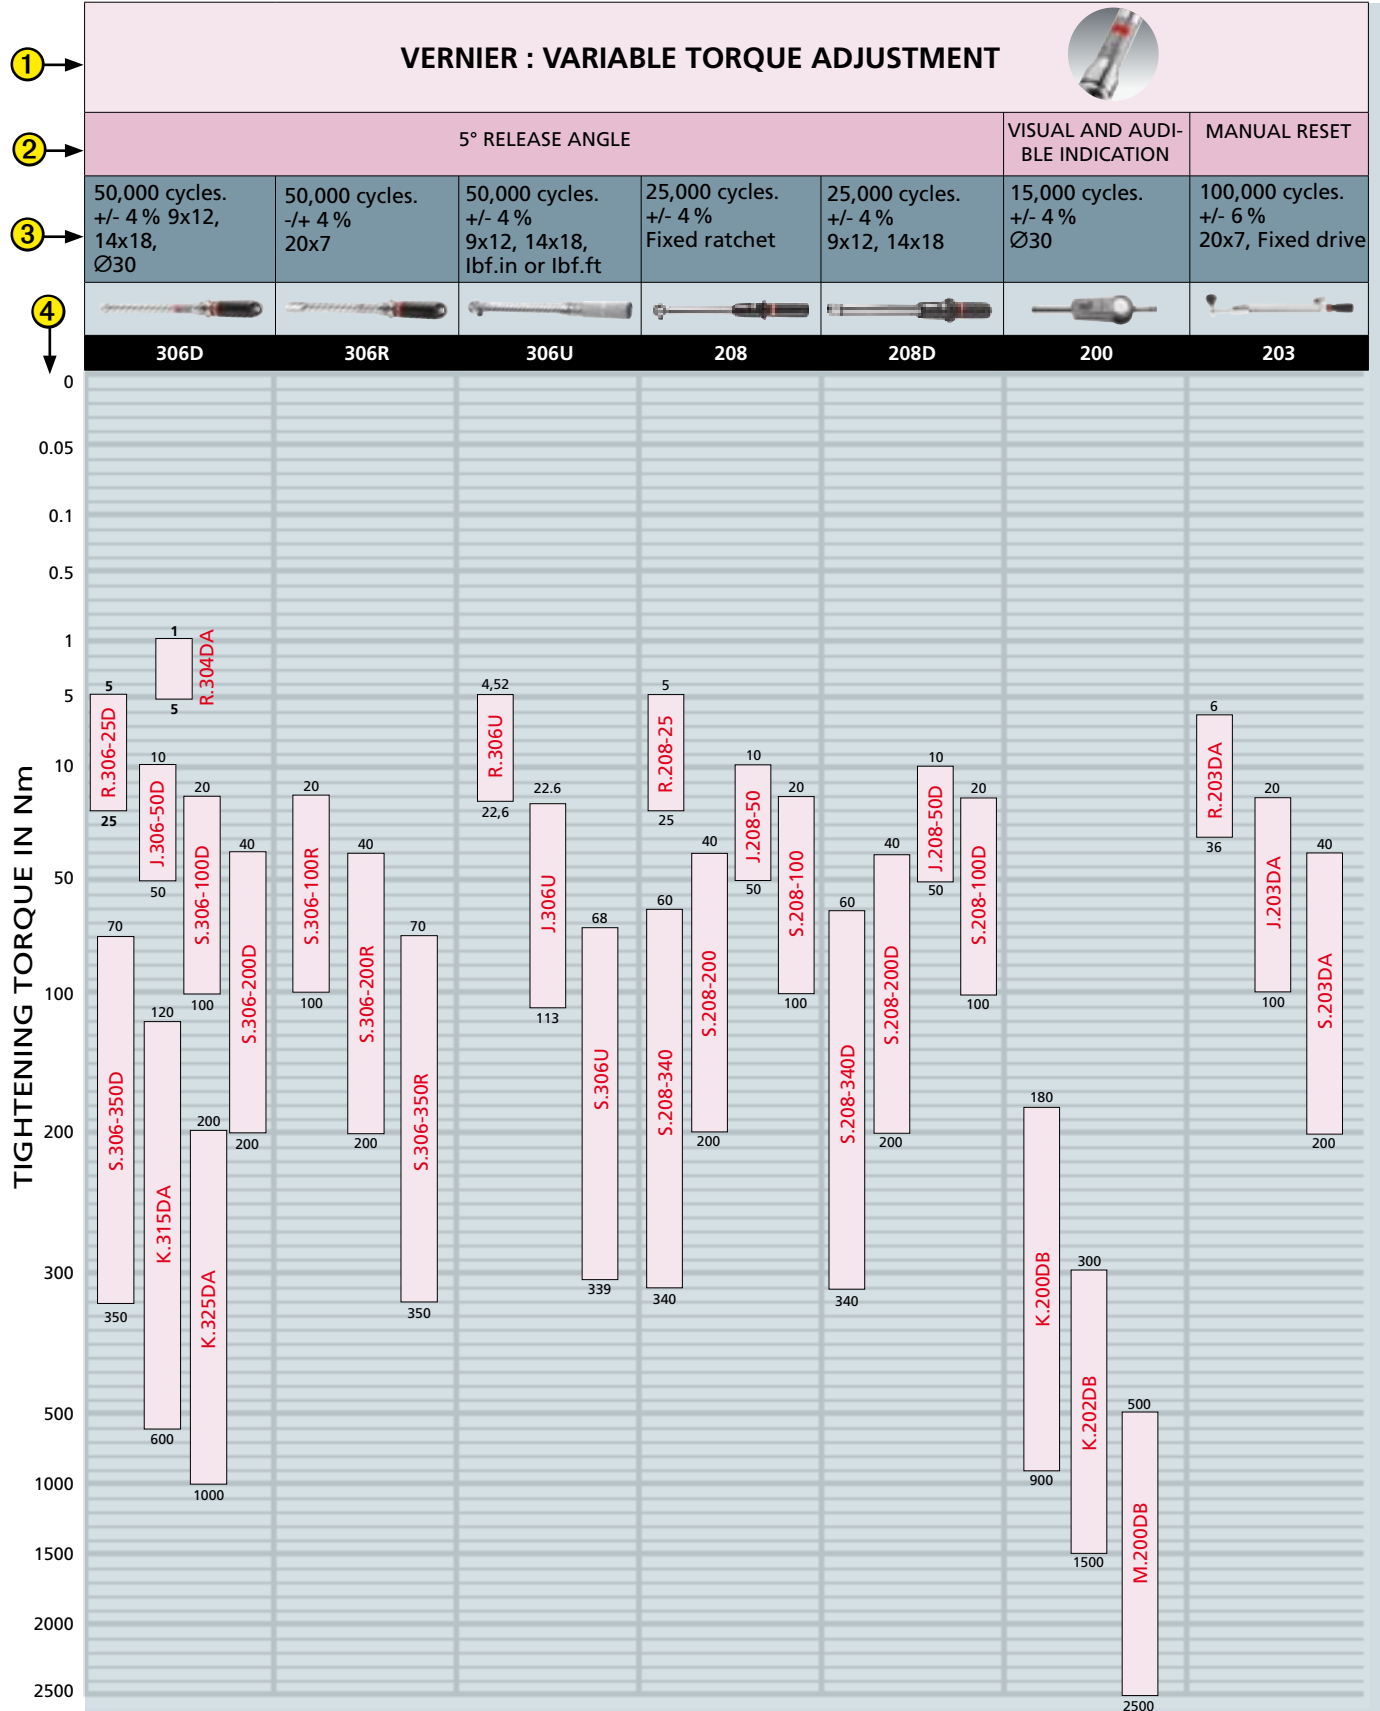 1
VERNIER : VARIABLE TORQUE ADJUSTMENT
2
5° RELEASE ANGLE
VISUAL AND AUDI-
BLE INDICATION
MANUAL RESET
3
50,000 cycles.
+/- 4 % 9x12,
14x18,
Ø30
50,000 cycles.
-/+ 4 %
20x7
50,000 cycles.
+/- 4 %
9x12, 14x18,
lbf.in or lbf.ft
25,000 cycles.
+/- 4 %
Fixed ratchet
25,000 cycles.
+/- 4 %
9x12, 14x18
15,000 cycles.
+/- 4 %
Ø30
100,000 cycles.
+/- 6 %
20x7, Fixed drive
4
306D
306R
306U
208
208D
200
203
TIGHTENING TORQUE IN Nm
0
0.05
0.1
0.5
1
5
10
50
100
200
300
500
1000
1500
2000
2500
1
R.304DA
5
5
R.306-25D
25
10
J.306-50D
50
20
S.306-100D
100
40
S.306-200D
200
70
S.306-350D
350
120
K.315DA
600
200
K.325DA
1000
20
S.306-100R
100
40
S.306-200R
200
70
S.306-350R
350
4,52
R.306U
22,6
22.6
J.306U
113
68
S.306U
339
5
R.208-25
25
10
J.208-50
50
20
S.208-100
100
40
S.208-200
200
60
S.208-340
340
10
J.208-50D
50
20
S.208-100D
100
40
S.208-200D
200
60
S.208-340D
340
180
K.200DB
900
300
K.202DB
1500
500
M.200DB
2500
6
R.203DA
36
20
J.203DA
100
40
S.203DA
200